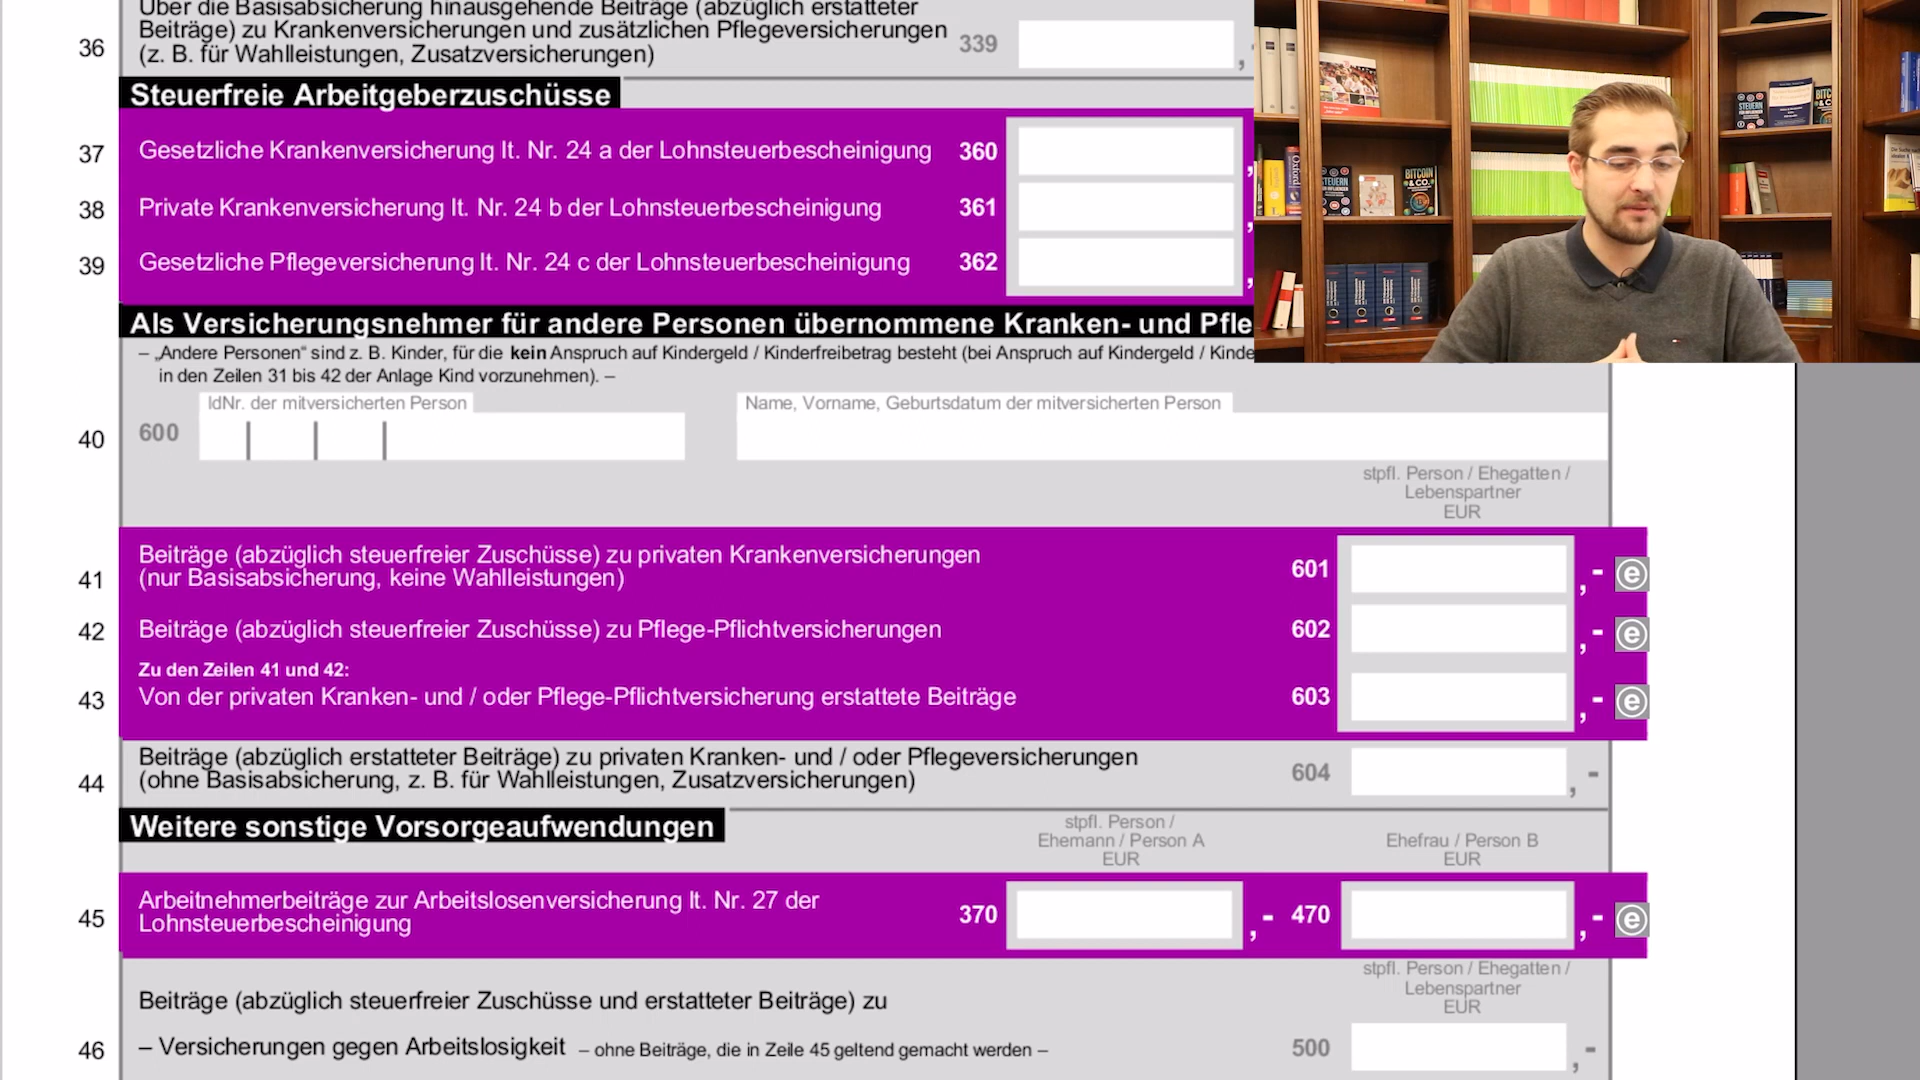 Über die Basisabsicherung hinausgehende Beiträge (abzüglich erstatteter
36 Beiträge) zu Krankenversicherungen und zusätzlichen Pflegeversicherungen 339 ,
(z. B. für Wahlleistungen, Zusatzversicherungen)
Steuerfreie Arbeitgeberzuschüsse
37 Gesetzliche Krankenversicherung lt. Nr. 24 a der Lohnsteuerbescheinigung 360 ,
38 Private Krankenversicherung lt. Nr. 24 b der Lohnsteuerbescheinigung 361 ,
39 Gesetzliche Pflegeversicherung lt. Nr. 24 c der Lohnsteuerbescheinigung 362 ,
Als Versicherungsnehmer für andere Personen übernommene Kranken- und Pfle
– „Andere Personen“ sind z. B. Kinder, für die kein Anspruch auf Kindergeld / Kinderfreibetrag besteht (bei Anspruch auf Kindergeld / Kinde
in den Zeilen 31 bis 42 der Anlage Kind vorzunehmen). –
IdNr. der mitversicherten Person
Name, Vorname, Geburtsdatum der mitversicherten Person
40 600
stpfl. Person / Ehegatten /
Lebenspartner
EUR
41 Beiträge (abzüglich steuerfreier Zuschüsse) zu privaten Krankenversicherungen 601 ,- e
(nur Basisabsicherung, keine Wahlleistungen)
42 Beiträge (abzüglich steuerfreier Zuschüsse) zu Pflege-Pflichtversicherungen 602 ,- e
Zu den Zeilen 41 und 42:
43 Von der privaten Kranken- und / oder Pflege-Pflichtversicherung erstattete Beiträge 603 ,- e
Beiträge (abzüglich erstatteter Beiträge) zu privaten Kranken- und / oder Pflegeversicherungen
44 (ohne Basisabsicherung, z. B. für Wahlleistungen, Zusatzversicherungen) 604 ,-
Weitere sonstige Vorsorgeaufwendungen
stpfl. Person /
Ehemann / Person A
EUR
Ehefrau / Person B
EUR
45 Arbeitnehmerbeiträge zur Arbeitslosenversicherung lt. Nr. 27 der 370 ,- 470 ,- e
Lohnsteuerbescheinigung
stpfl. Person / Ehegatten /
Lebenspartner
EUR
Beiträge (abzüglich steuerfreier Zuschüsse und erstatteter Beiträge) zu
46 – Versicherungen gegen Arbeitslosigkeit – ohne Beiträge, die in Zeile 45 geltend gemacht werden – 500 ,-
STEUERN
BITCOIN
& CO.
STEUERN
BITC
& C
Oxford